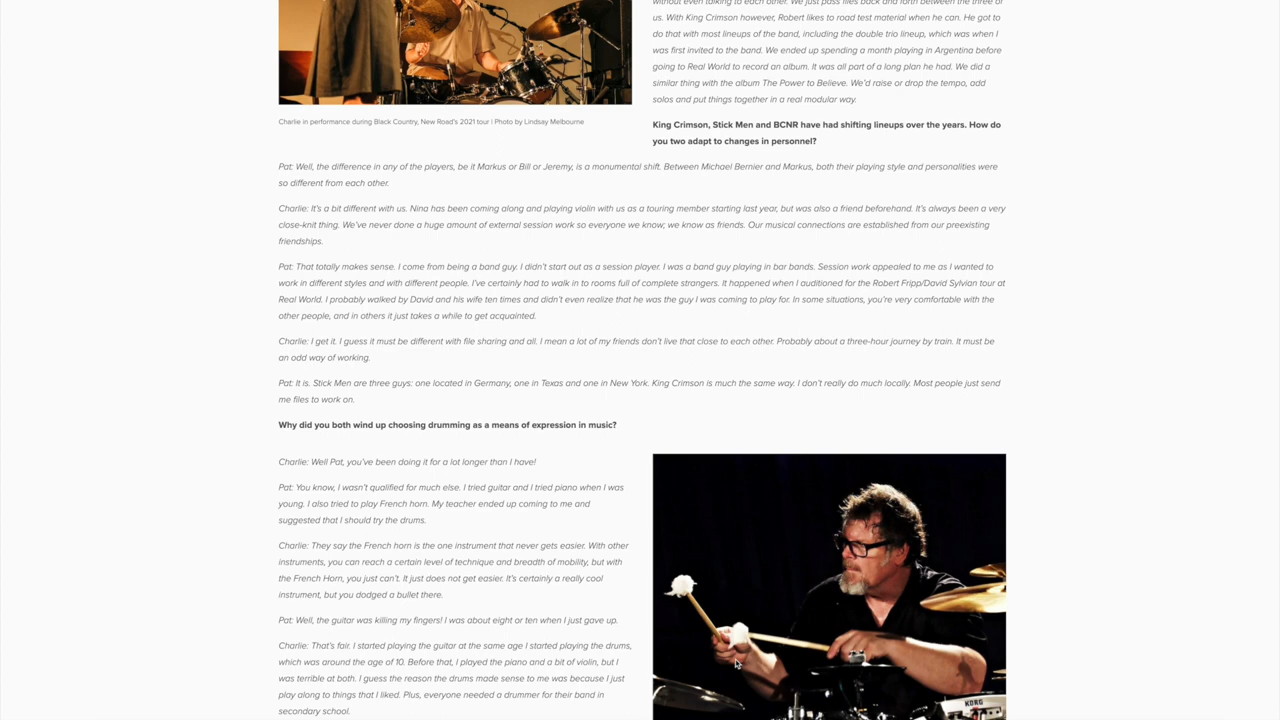 without even talking to each other. We just pass files back and forth between the three of
us. With King Crimson however, Robert likes to road test material when he can. He got to
do that with most lineups of the band, including the double trio lineup, which was when I
was first invited to the band. We ended up spending a month playing in Argentina before
going to Real World to record an album. It was all part of a long plan he had. We did a
similar thing with the album The Power to Believe. We'd raise or drop the tempo, add
solos and put things together in a real modular way.
Charlie in performance during Black Country, New Road's 2021 tour | Photo by Lindsay Melbourne
King Crimson, Stick Men and BCNR have had shifting lineups over the years. How do
you two adapt to changes in personnel?
Pat: Well, the difference in any of the players, be it Markus or Bill or Jeremy, is a monumental shift. Between Michael Bernier and Markus, both their playing style and personalities were
so different from each other.
Charlie: It's a bit different with us. Nina has been coming along and playing violin with us as a touring member starting last year, but was also a friend beforehand. It's always been a very
close-knit thing. We've never done a huge amount of external session work so everyone we know; we know as friends. Our musical connections are established from our preexisting
friendships.
Pat: That totally makes sense. I come from being a band guy. I didn't start out as a session player. I was a band guy playing in bar bands. Session work appealed to me as I wanted to
work in different styles and with different people. I've certainly had to walk in to rooms full of complete strangers. It happened when I auditioned for the Robert Fripp/David Sylvian tour at
Real World. I probably walked by David and his wife ten times and didn't even realize that he was the guy I was coming to play for. In some situations, you're very comfortable with the
other people, and in others it just takes a while to get acquainted.
Charlie: I get it. I guess it must be different with file sharing and all. I mean a lot of my friends don't live that close to each other. Probably about a three-hour journey by train. It must be
an odd way of working.
Pat: It is. Stick Men are three guys: one located in Germany, one in Texas and one in New York. King Crimson is much the same way. I don't really do much locally. Most people just send
me files to work on.
Why did you both wind up choosing drumming as a means of expression in music?
Charlie: Well Pat, you've been doing it for a lot longer than I have!
Pat: You know, I wasn't qualified for much else. I tried guitar and I tried piano when I was
young. I also tried to play French horn. My teacher ended up coming to me and
suggested that I should try the drums.
Charlie: They say the French horn is the one instrument that never gets easier. With other
instruments, you can reach a certain level of technique and breadth of mobility, but with
the French Horn, you just can't. It just does not get easier. It's certainly a really cool
instrument, but you dodged a bullet there.
Pat: Well, the guitar was killing my fingers! I was about eight or ten when I just gave up.
Charlie: That's fair. I started playing the guitar at the same age I started playing the drums,
which was around the age of 10. Before that, I played the piano and a bit of violin, but I
was terrible at both. I guess the reason the drums made sense to me was because I just
play along to things that I liked. Plus, everyone needed a drummer for their band in
secondary school.
KORG